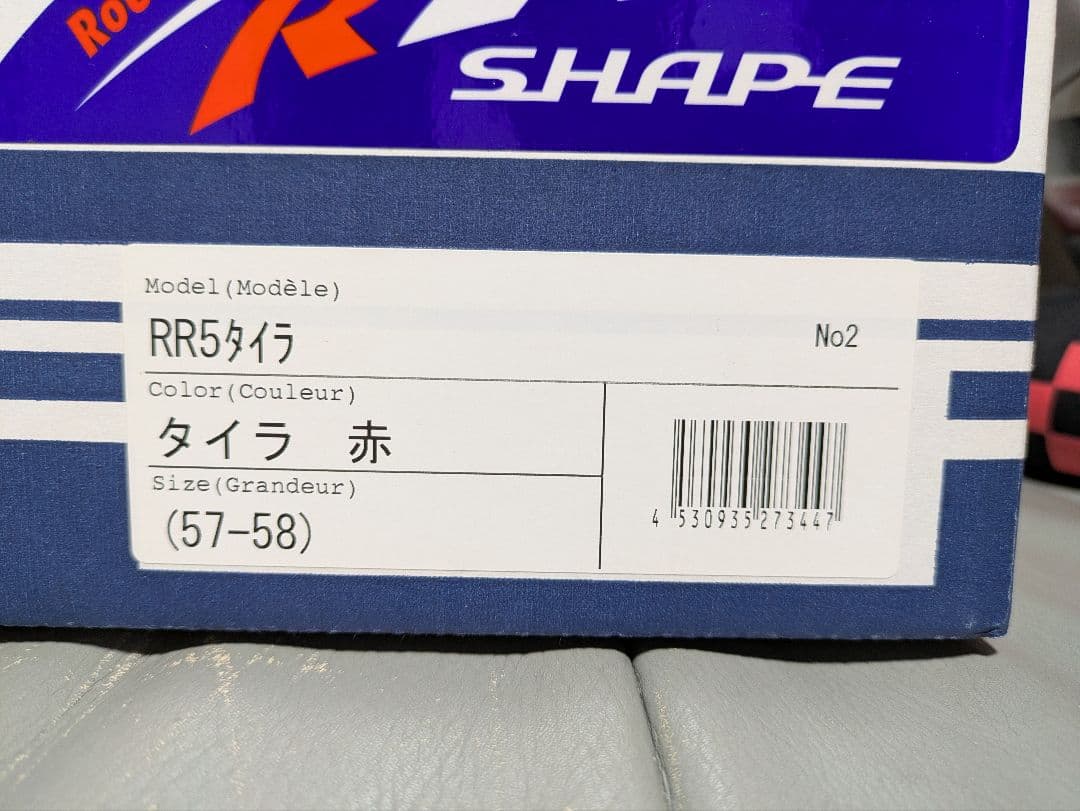 SHAPE
Model(Modèle)
RR5ﾀｲﾗ
No2
Color(Couleur)
タイラ 赤
Size(Grandeur)
(57-58)
4 530935 273447